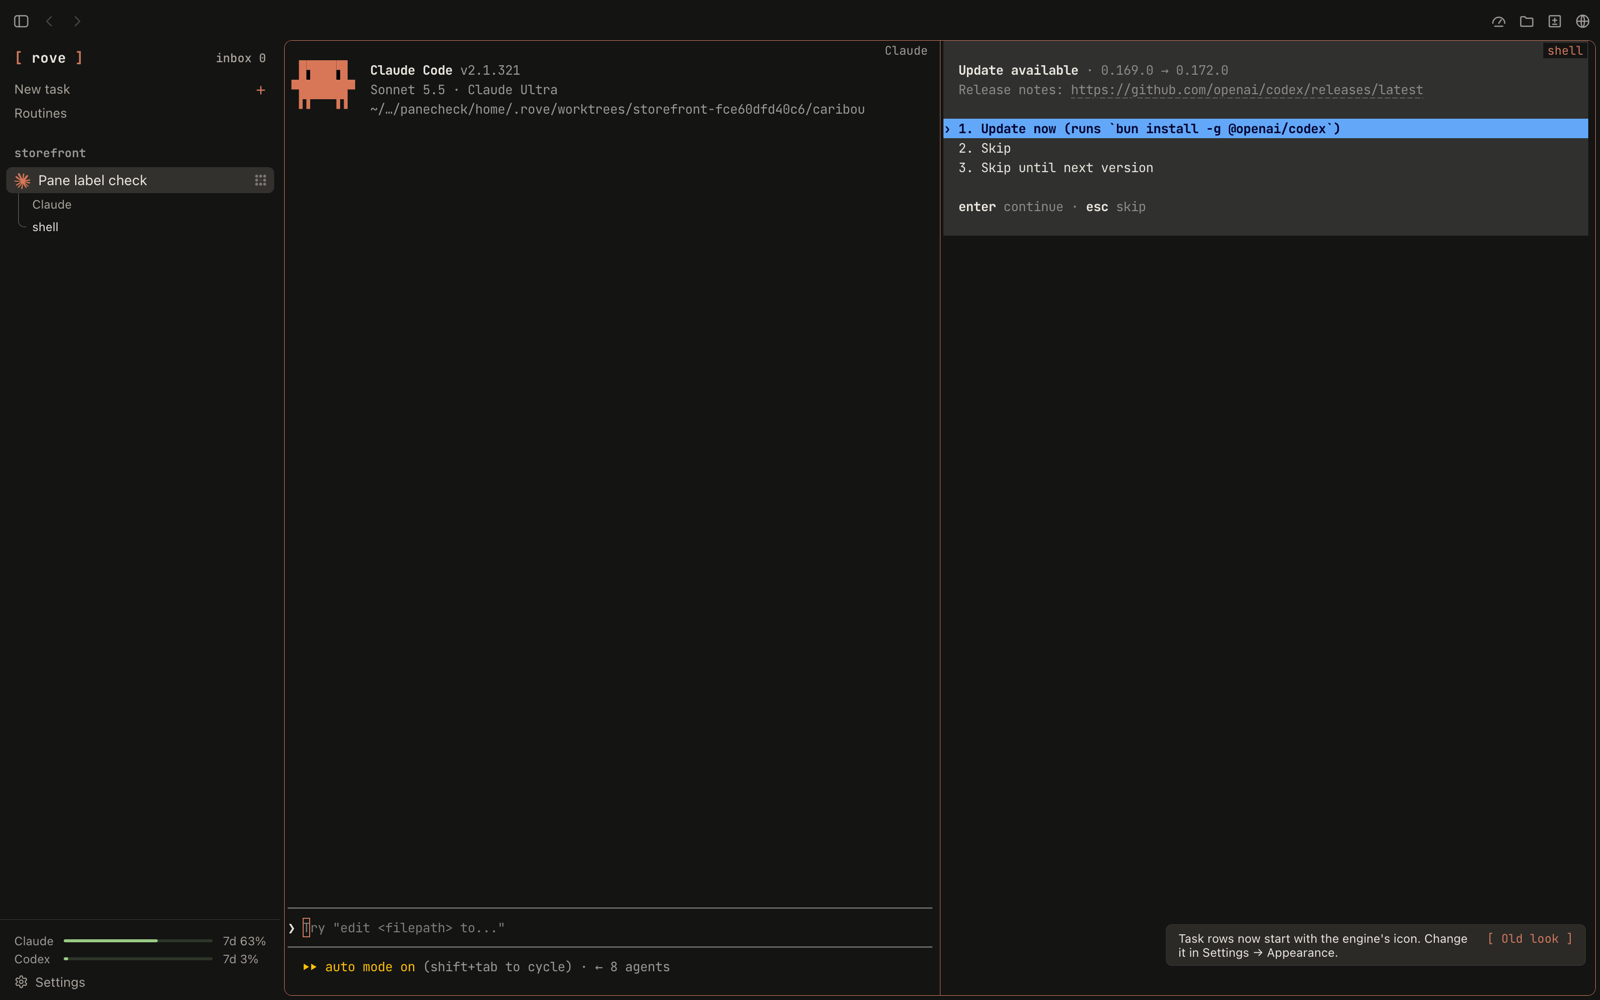 [ rove ]
inbox 0
New task +
Routines
storefront
Pane label check
Claude
shell
Claude 7d 63%
Codex 7d 3%
Settings
Claude
Claude Code v2.1.321
Sonnet 5.5 · Claude Ultra
~/…/panecheck/home/.rove/worktrees/storefront-fce60dfd40c6/caribou
❯ Try "edit <filepath> to..."
⏵⏵ auto mode on (shift+tab to cycle) · ← 8 agents
shell
Update available · 0.169.0 → 0.172.0
Release notes: https://github.com/openai/codex/releases/latest
› 1. Update now (runs `bun install -g @openai/codex`)
2. Skip
3. Skip until next version
enter continue · esc skip
Task rows now start with the engine's icon. Change
it in Settings → Appearance.
[ Old look ]